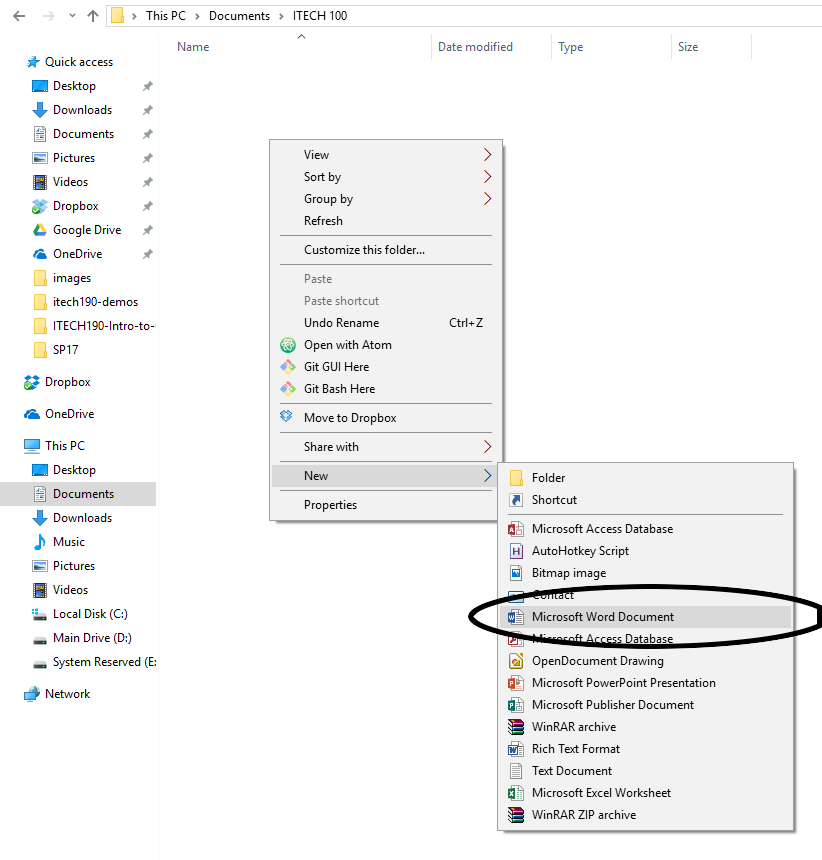 This PC > Documents > ITECH 100
Name Date modified Type Size
Quick access
Desktop
Downloads
Documents
Pictures
Videos
Dropbox
Google Drive
OneDrive
images
itech190-demos
ITECH190-Intro-to-
SP17
Dropbox
OneDrive
This PC
Desktop
Documents
Downloads
Music
Pictures
Videos
Local Disk (C:)
Main Drive (D:)
System Reserved (E:
Network
View
Sort by
Group by
Refresh
Customize this folder...
Paste
Paste shortcut
Undo Rename Ctrl+Z
Open with Atom
Git GUI Here
Git Bash Here
Move to Dropbox
Share with
New
Properties
Folder
Shortcut
Microsoft Access Database
AutoHotkey Script
Bitmap image
Contact
Microsoft Word Document
Microsoft Access Database
OpenDocument Drawing
Microsoft PowerPoint Presentation
Microsoft Publisher Document
WinRAR archive
Rich Text Format
Text Document
Microsoft Excel Worksheet
WinRAR ZIP archive